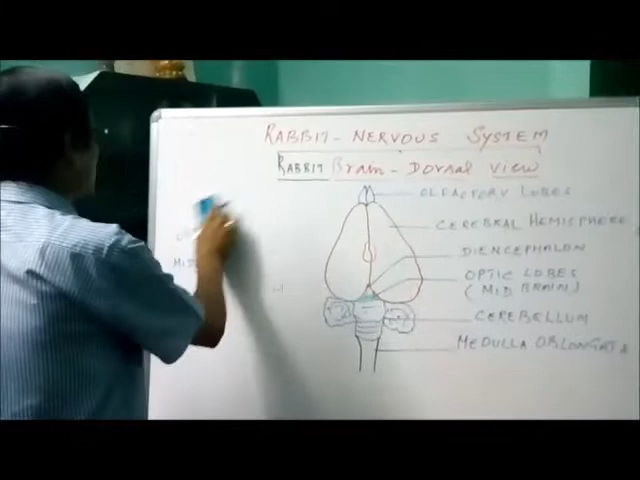 RABBIT - NERVOUS SYSTEM
RABBIT Brain - DORSAL VIEW
OLFACTORY LOBES
CEREBRAL HEMISPHERE
DIENCEPHALON
OPTIC LOBES
(MID BRAIN)
CEREBELLUM
MEDULLA OBLONGATA